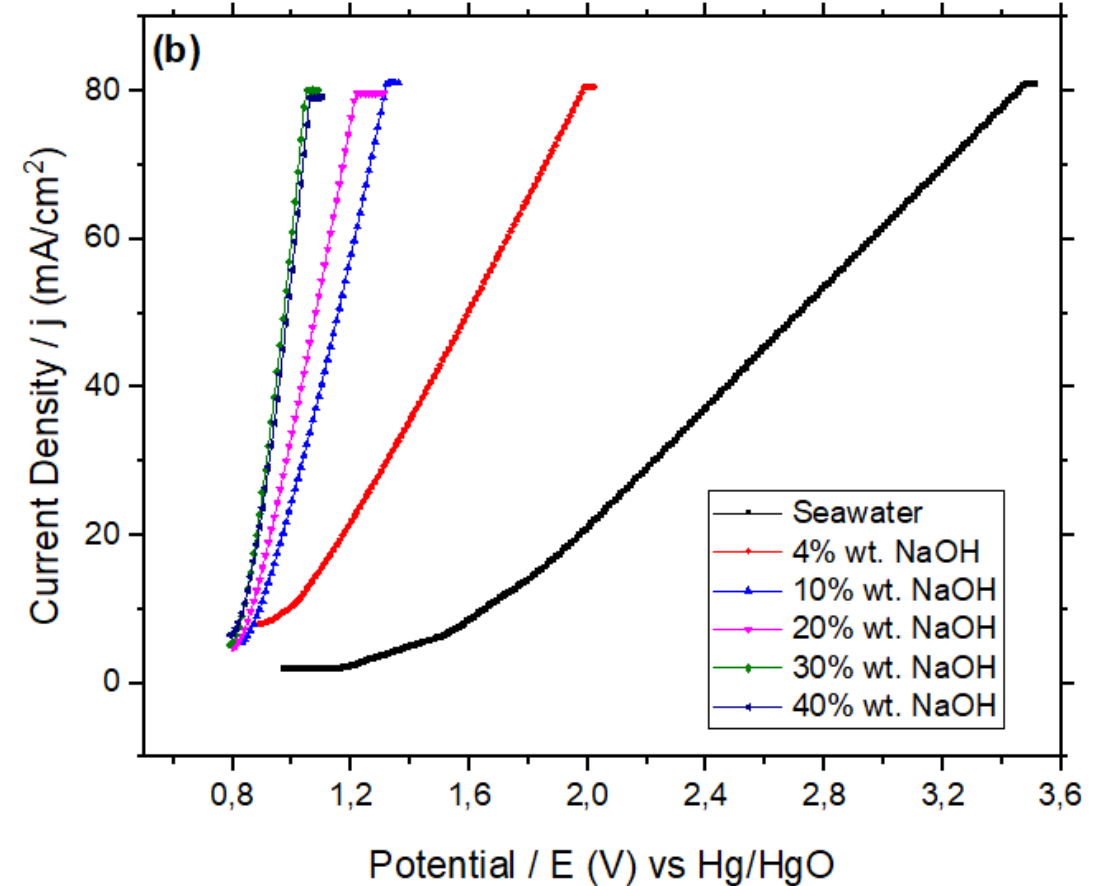 (b)
80
60
40
20
0
Current Density / j (mA/cm²)
Seawater
4% wt. NaOH
10% wt. NaOH
20% wt. NaOH
30% wt. NaOH
40% wt. NaOH
0,8 1,2 1,6 2,0 2,4 2,8 3,2 3,6
Potential / E (V) vs Hg/HgO